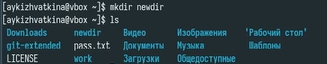 [aykizhvatkina@vbox ~]$ mkdir newdir
[aykizhvatkina@vbox ~]$ ls
Downloads newdir Видео Изображения 'Рабочий стол'
git-extended pass.txt Документы Музыка Шаблоны
LICENSE work Загрузки Общедоступные